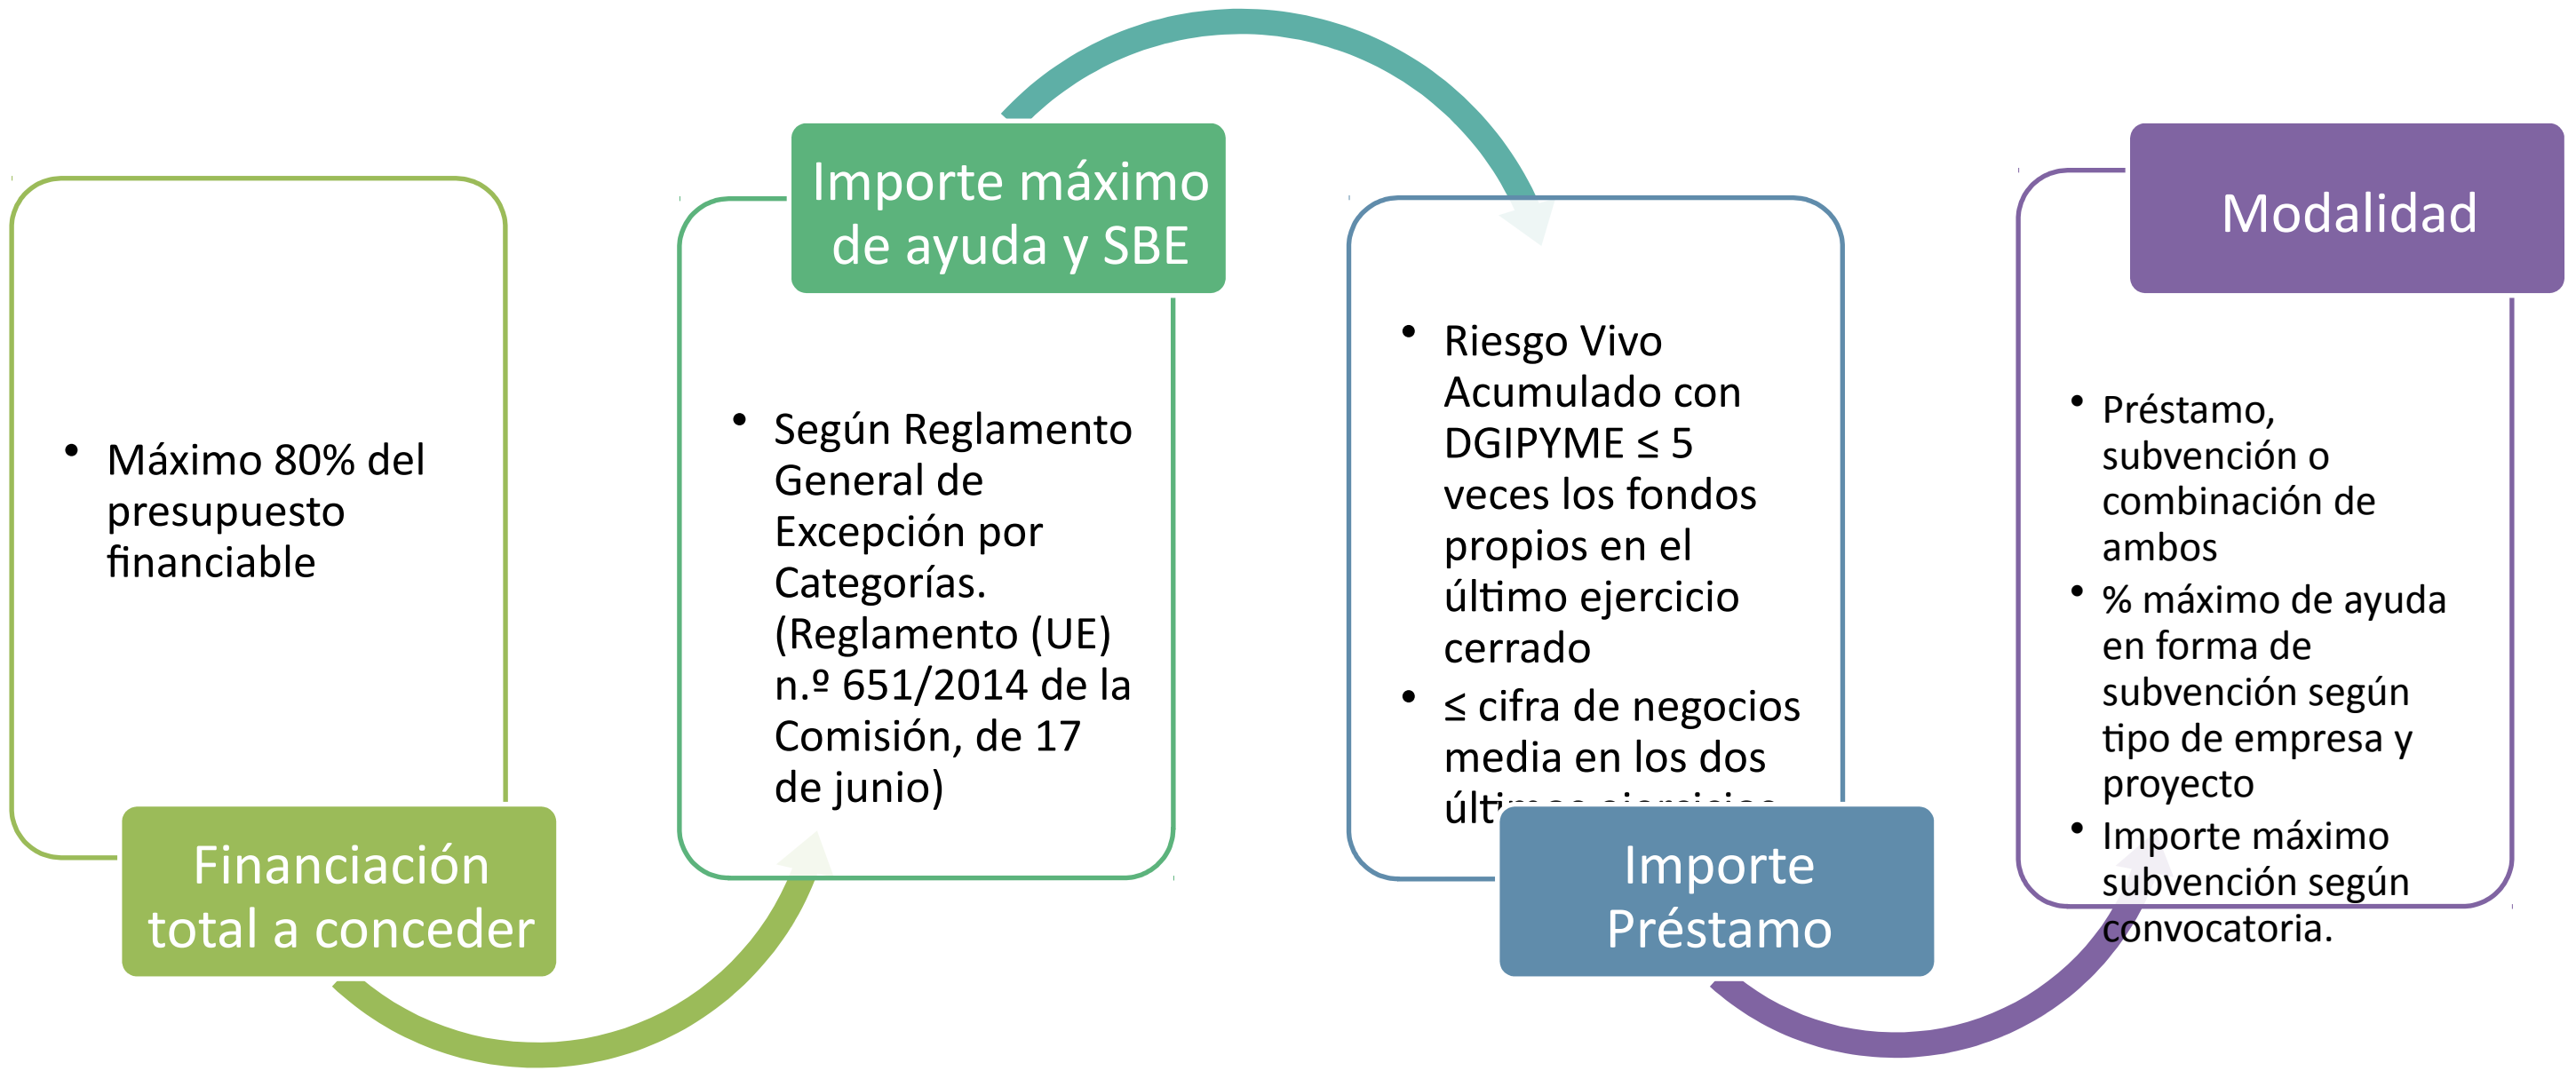 • Máximo 80% del
presupuesto
financiable
Financiación
total a conceder
Importe máximo
de ayuda y SBE
• Según Reglamento
General de
Excepción por
Categorías.
(Reglamento (UE)
n.º 651/2014 de la
Comisión, de 17
de junio)
• Riesgo Vivo
Acumulado con
DGIPYME ≤ 5
veces los fondos
propios en el
último ejercicio
cerrado
• ≤ cifra de negocios
media en los dos
Importe
Préstamo
Modalidad
• Préstamo,
subvención o
combinación de
ambos
• % máximo de ayuda
en forma de
subvención según
tipo de empresa y
proyecto
• Importe máximo
subvención según
convocatoria.